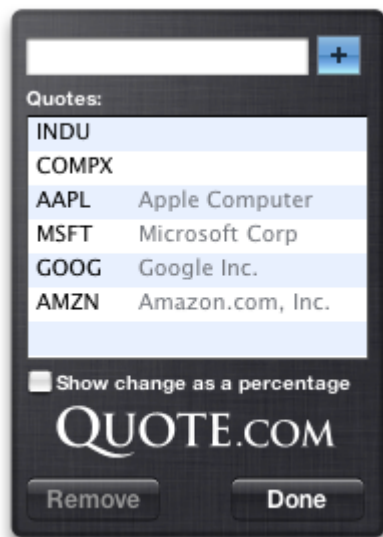 +
Quotes:
INDU
COMPX
AAPL Apple Computer
MSFT Microsoft Corp
GOOG Google Inc.
AMZN Amazon.com, Inc.
Show change as a percentage
QUOTE.COM
Remove Done